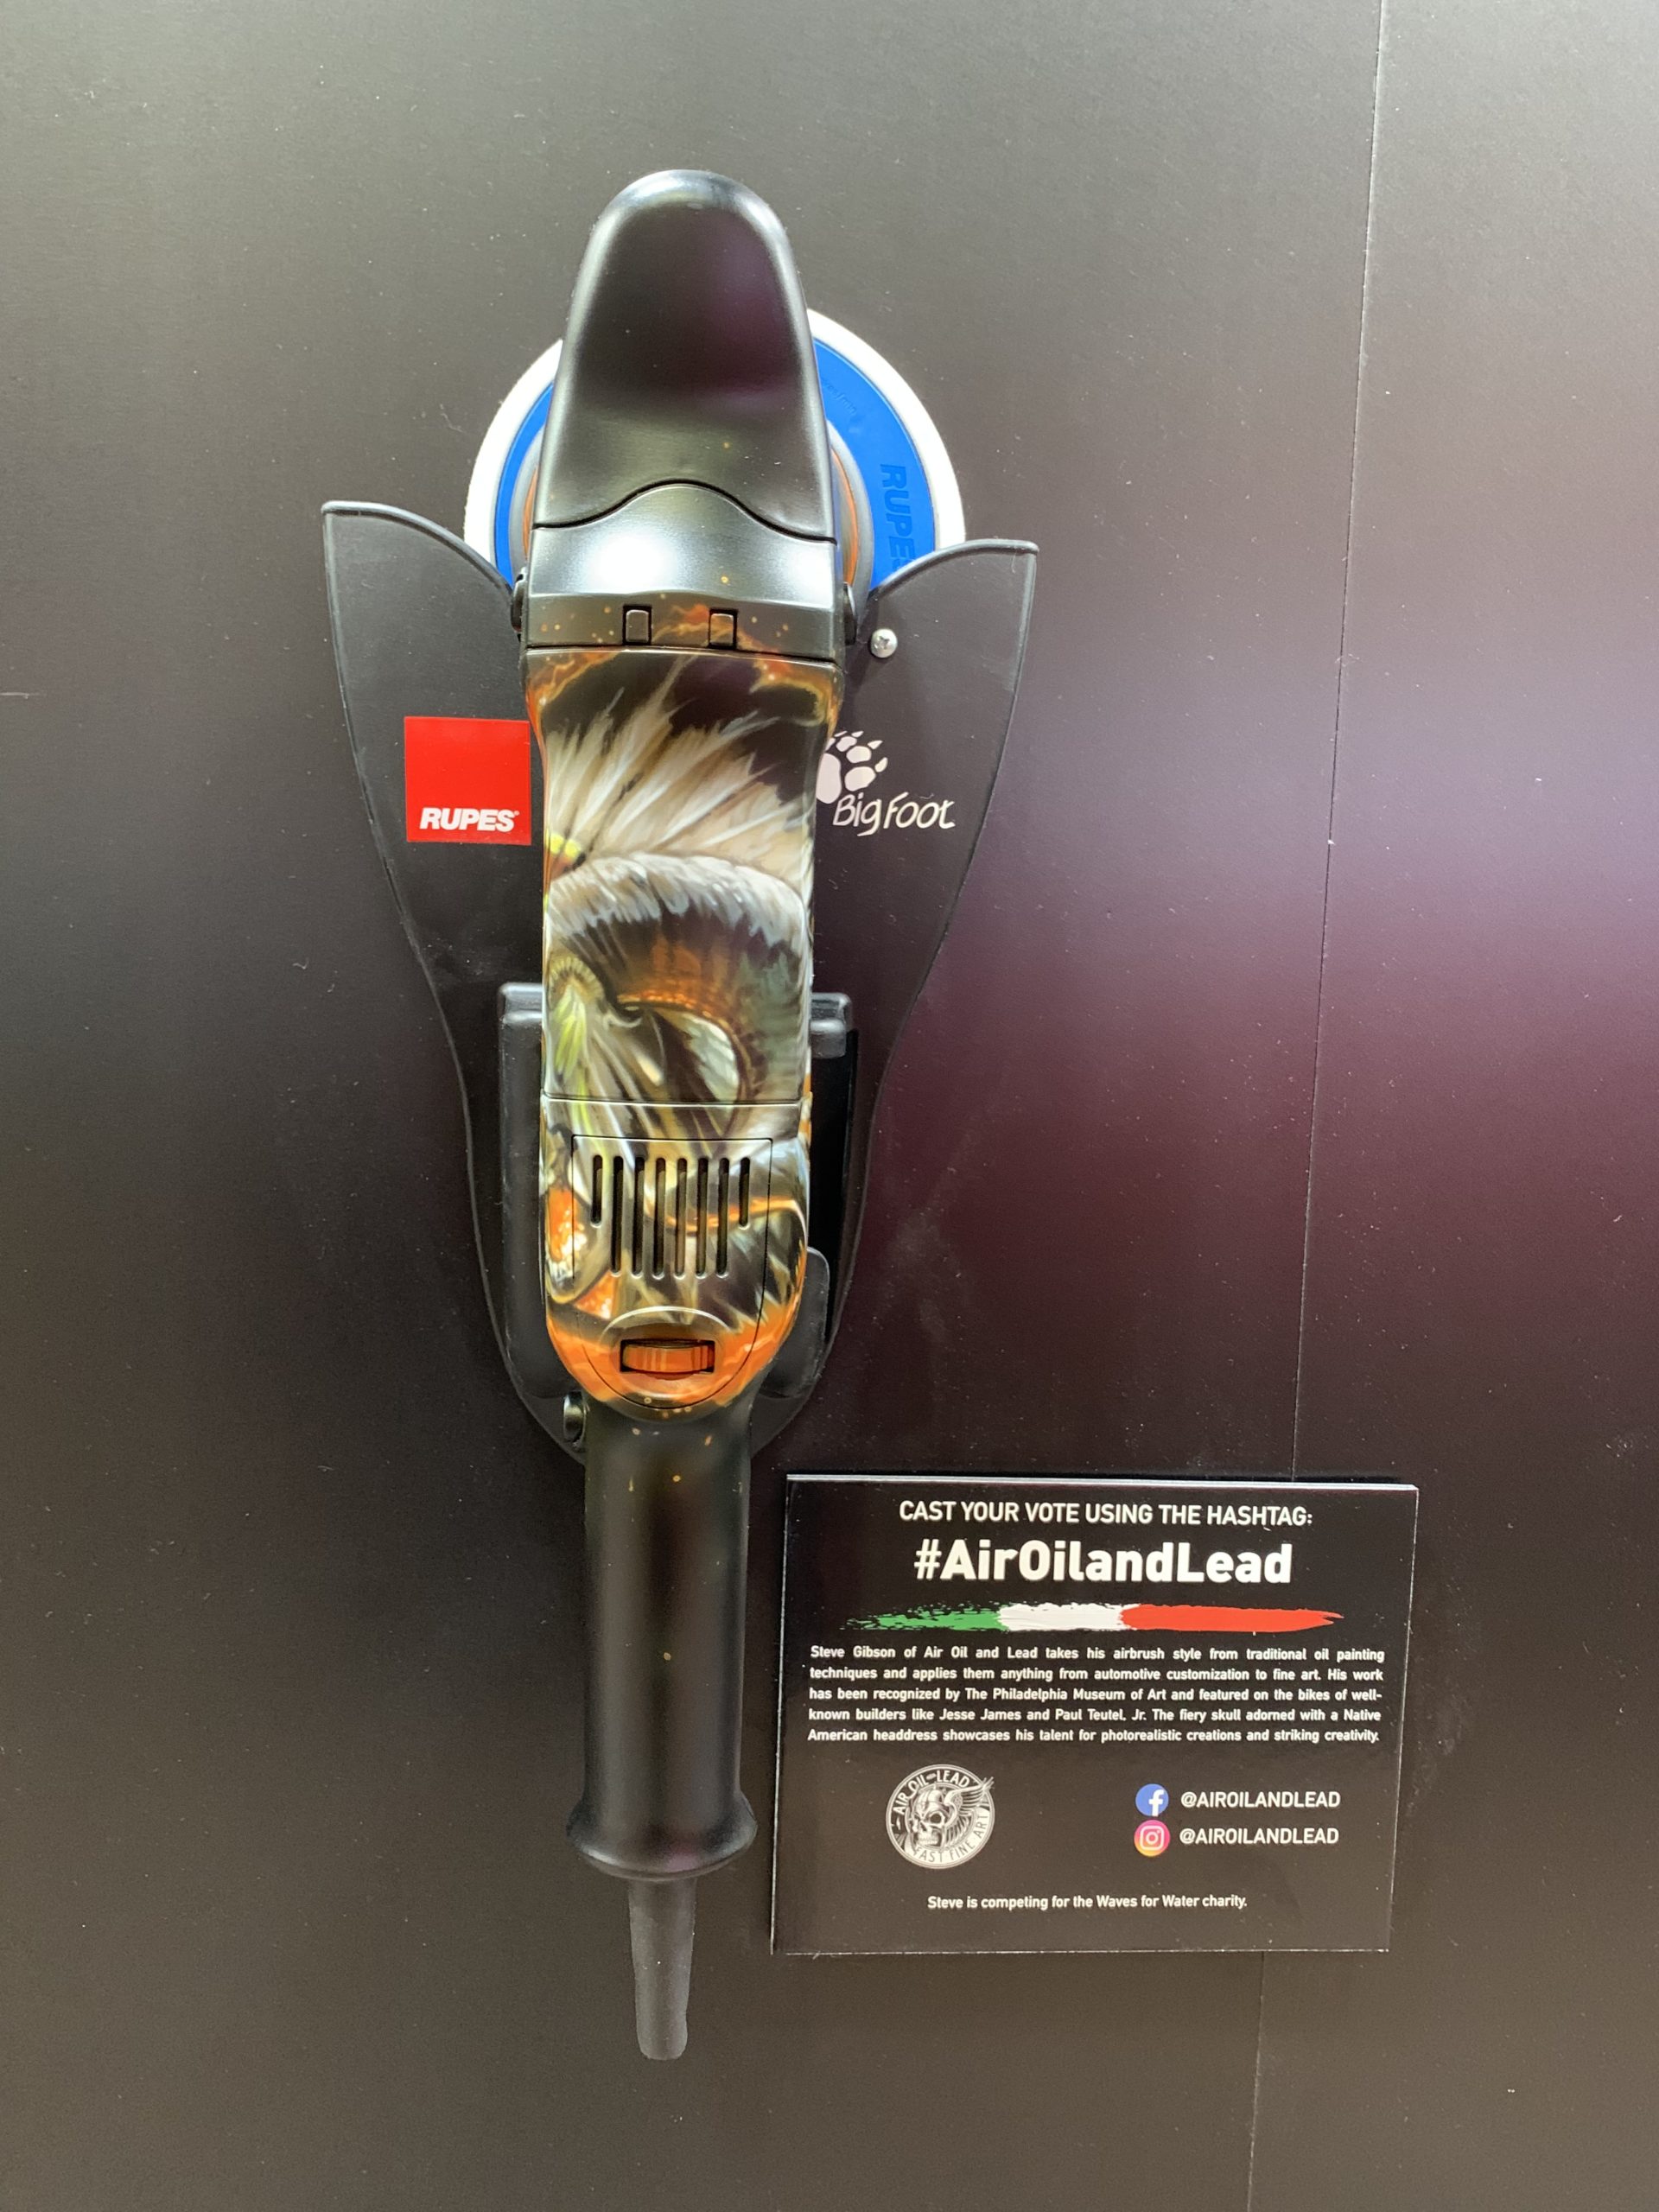 RUPES
RUPES
BigFoot
CAST YOUR VOTE USING THE HASHTAG:
#AirOilandLead
Steve Gibson of Air Oil and Lead takes his airbrush style from traditional oil painting
techniques and applies them anything from automotive customization to fine art. His work
has been recognized by The Philadelphia Museum of Art and featured on the bikes of well-
known builders like Jesse James and Paul Teutel, Jr. The fiery skull adorned with a Native
American headdress showcases his talent for photorealistic creations and striking creativity.
AIR OIL AND LEAD
FAST FINE ART
@AIROILANDLEAD
@AIROILANDLEAD
Steve is competing for the Waves for Water charity.